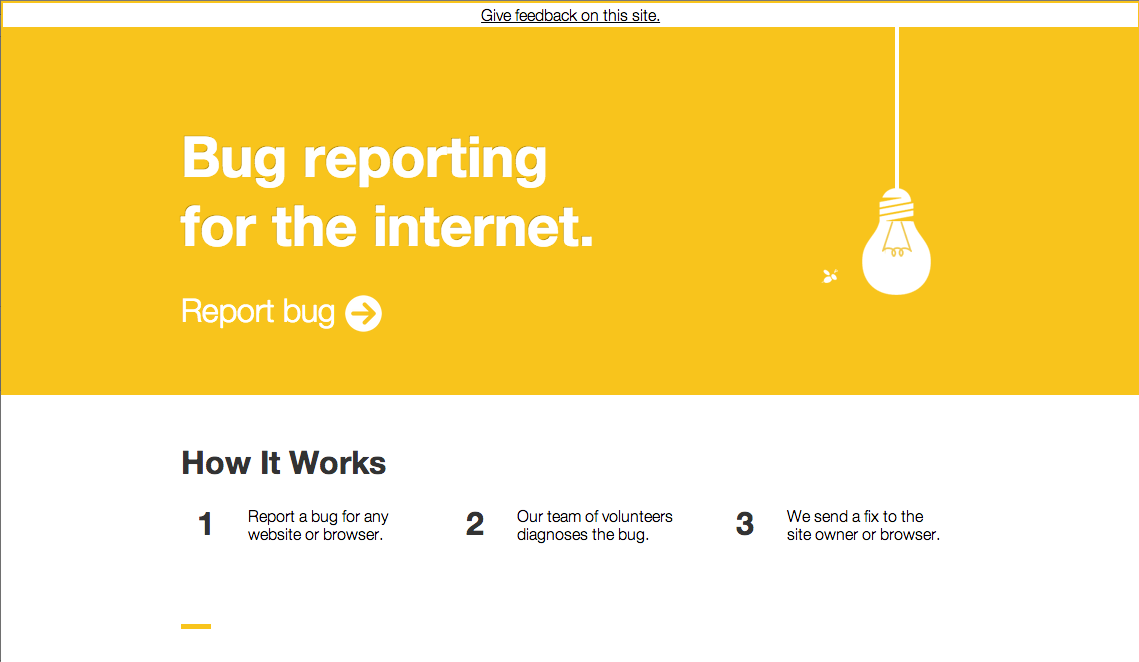 Give feedback on this site.
Bug reporting
for the internet.
Report bug
How It Works
1
Report a bug for any
website or browser.
2
Our team of volunteers
diagnoses the bug.
3
We send a fix to the
site owner or browser.